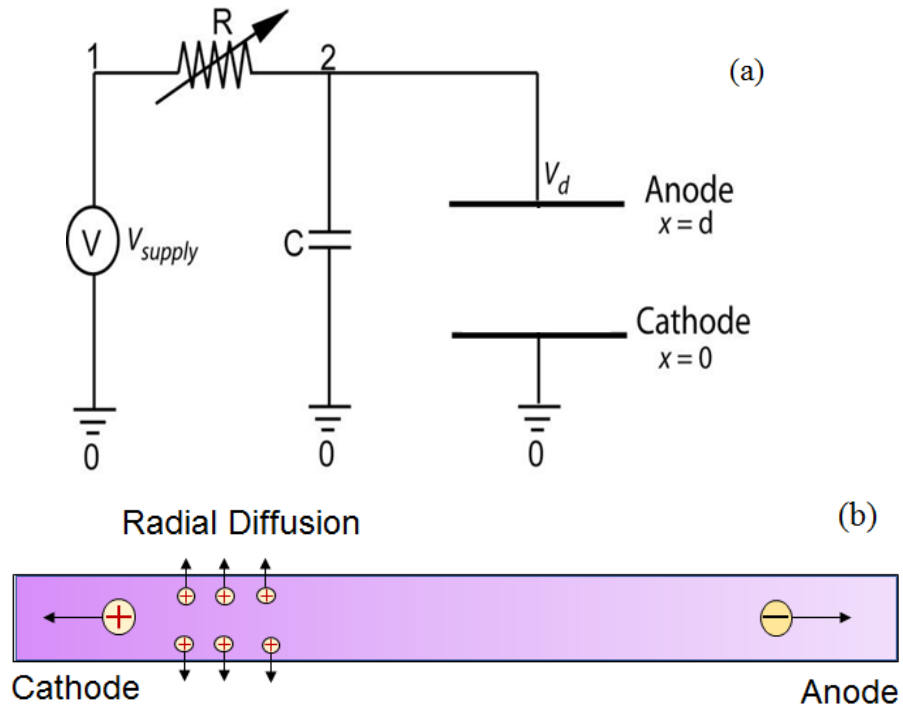 R
1
2
(a)
V_d
Anode
x = d
V
V_supply
C
Cathode
x = 0
0
0
0
(b)
Radial Diffusion
+ + +
+
−
+ + +
Cathode
Anode